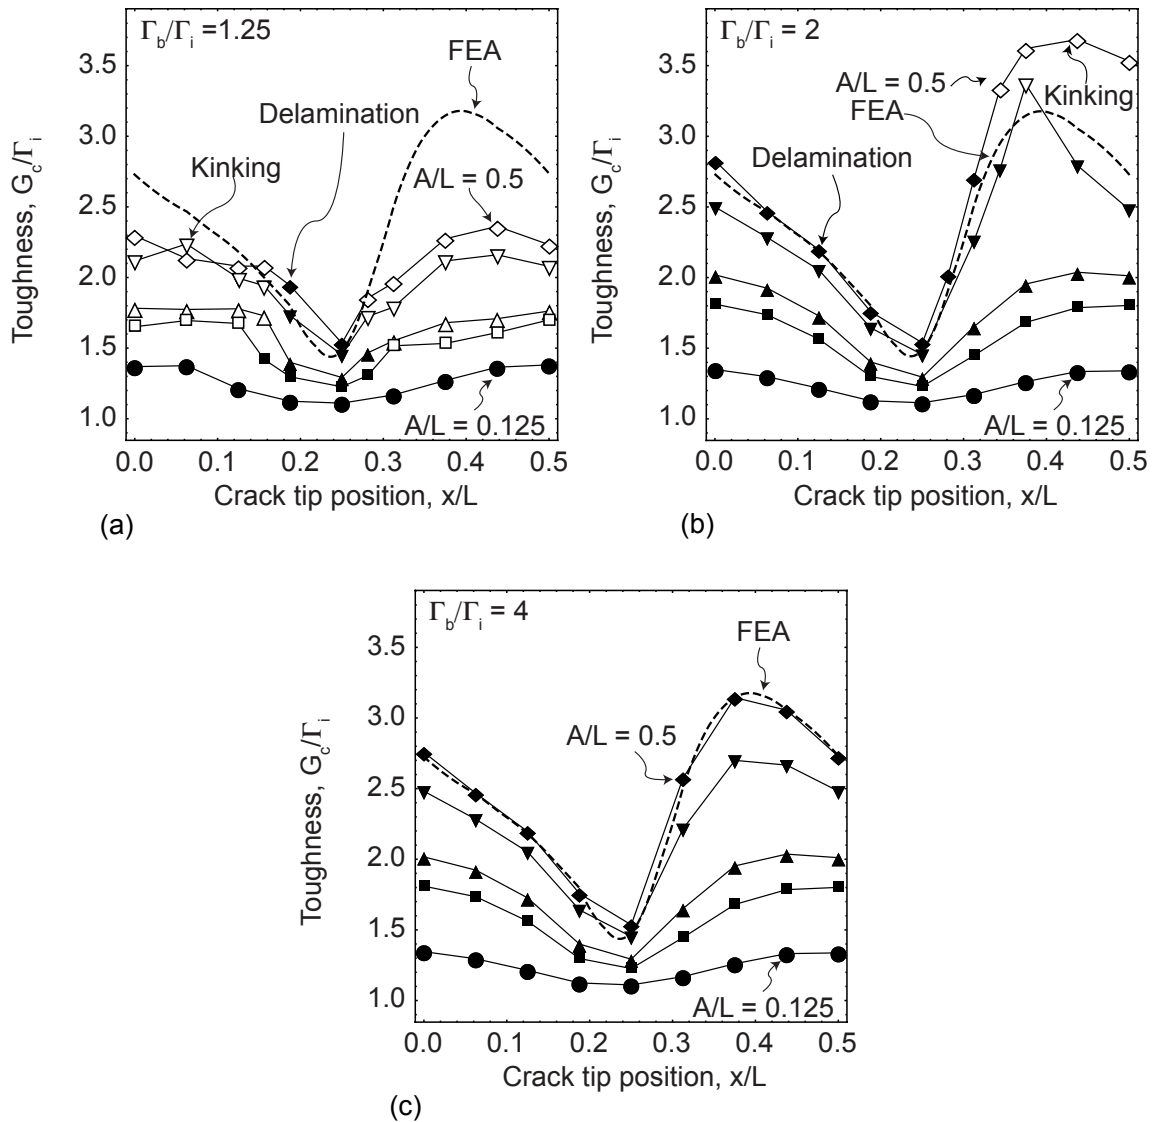 Γb/Γi =1.25
FEA
Delamination
Kinking
A/L = 0.5
A/L = 0.125
3.5
3.0
2.5
2.0
1.5
1.0
Toughness, Gc/Γi
0.0 0.1 0.2 0.3 0.4 0.5
Crack tip position, x/L
(a)
Γb/Γi = 2
A/L = 0.5
FEA
Kinking
Delamination
A/L = 0.125
3.5
3.0
2.5
2.0
1.5
1.0
Toughness, Gc/Γi
0.0 0.1 0.2 0.3 0.4 0.5
Crack tip position, x/L
(b)
Γb/Γi = 4
FEA
A/L = 0.5
A/L = 0.125
3.5
3.0
2.5
2.0
1.5
1.0
Toughness, Gc/Γi
0.0 0.1 0.2 0.3 0.4 0.5
Crack tip position, x/L
(c)